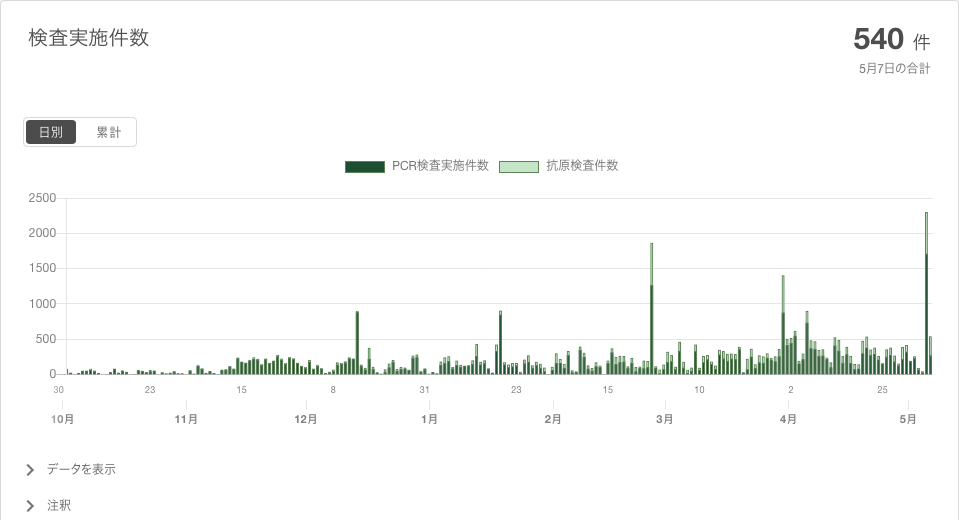 検査実施件数
540 件
5月7日の合計
日別 累計
PCR検査実施件数 抗原検査件数
2500
2000
1500
1000
500
0
30 23 15 8 31 23 15 10 2 25
10月 11月 12月 1月 2月 3月 4月 5月
データを表示
注釈